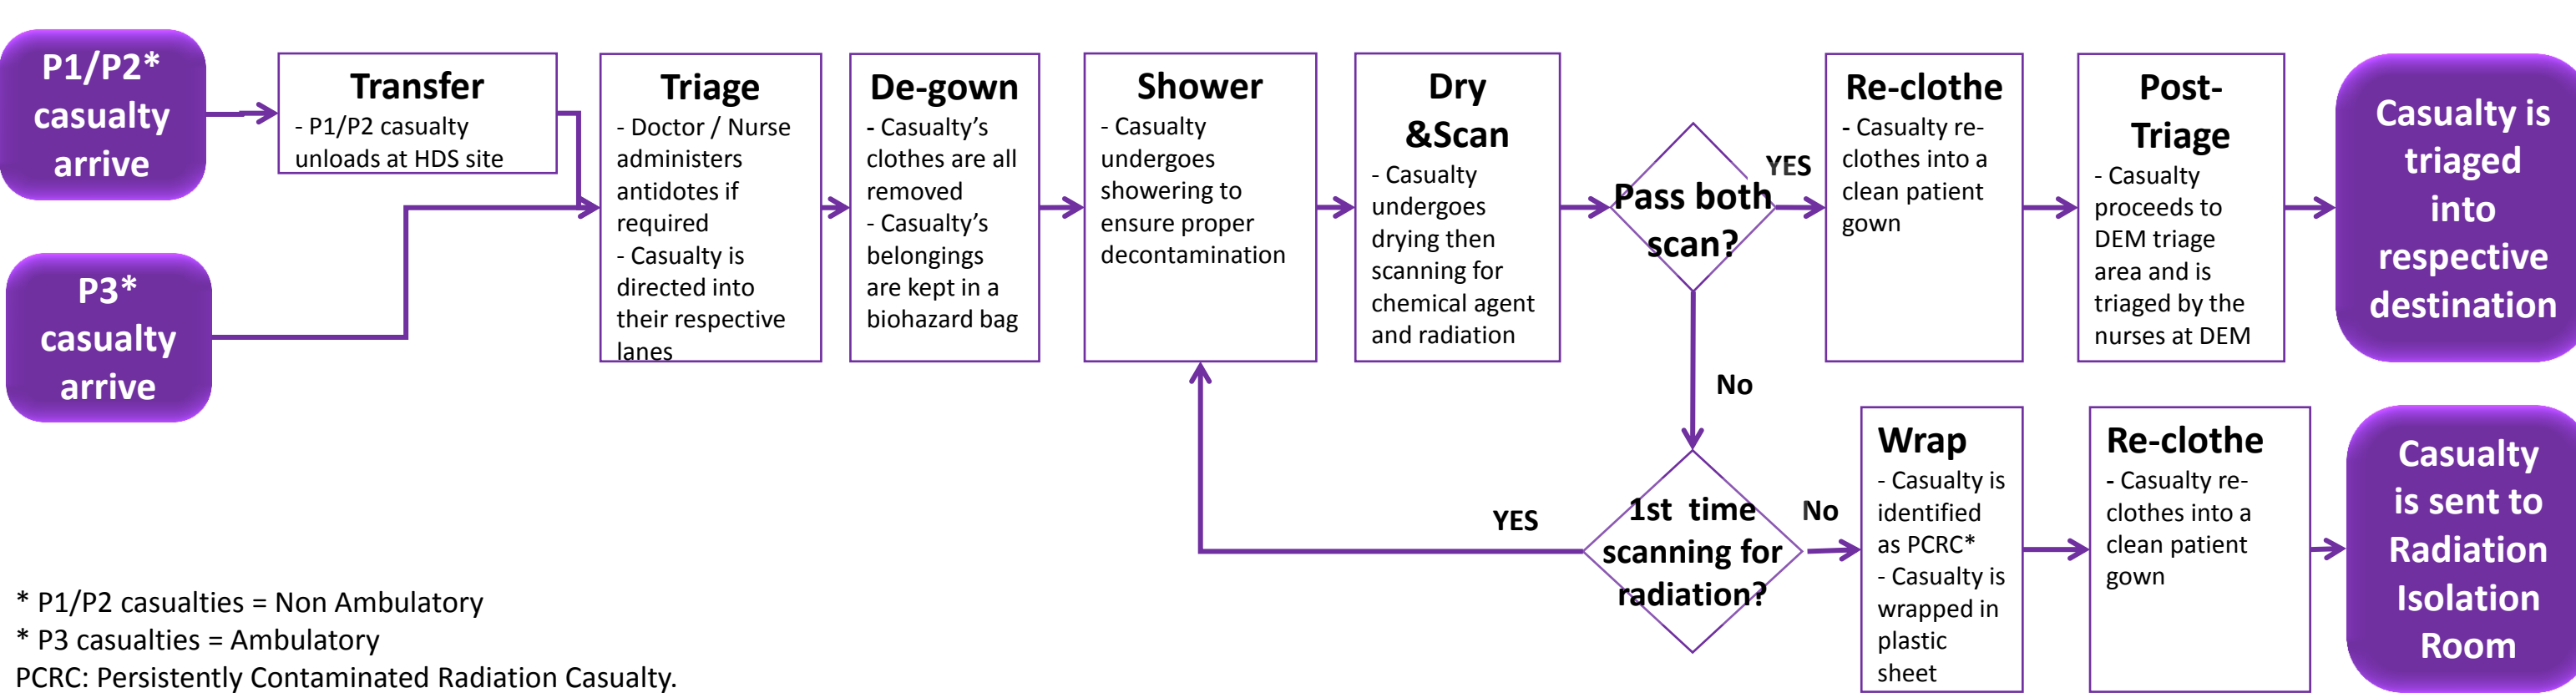 P1/P2*
casualty
arrive
P3*
casualty
arrive
Transfer
- P1/P2 casualty
unloads at HDS site
Triage
- Doctor / Nurse
administers
antidotes if
required
- Casualty is
directed into
their respective
lanes
De-gown
- Casualty's
clothes are all
removed
- Casualty's
belongings
are kept in a
biohazard bag
Shower
- Casualty
undergoes
showering to
ensure proper
decontamination
Dry
&Scan
- Casualty
undergoes
drying then
scanning for
chemical agent
and radiation
Pass both
scan?
YES
Re-clothe
- Casualty re-
clothes into a
clean patient
gown
Post-
Triage
- Casualty
proceeds to
DEM triage
area and is
triaged by the
nurses at DEM
Casualty is
triaged
into
respective
destination
No
1st time
scanning for
radiation?
YES
No
Wrap
- Casualty is
identified
as PCRC*
- Casualty is
wrapped in
plastic
sheet
Re-clothe
- Casualty re-
clothes into a
clean patient
gown
Casualty
is sent to
Radiation
Isolation
Room
* P1/P2 casualties = Non Ambulatory
* P3 casualties = Ambulatory
PCRC: Persistently Contaminated Radiation Casualty.